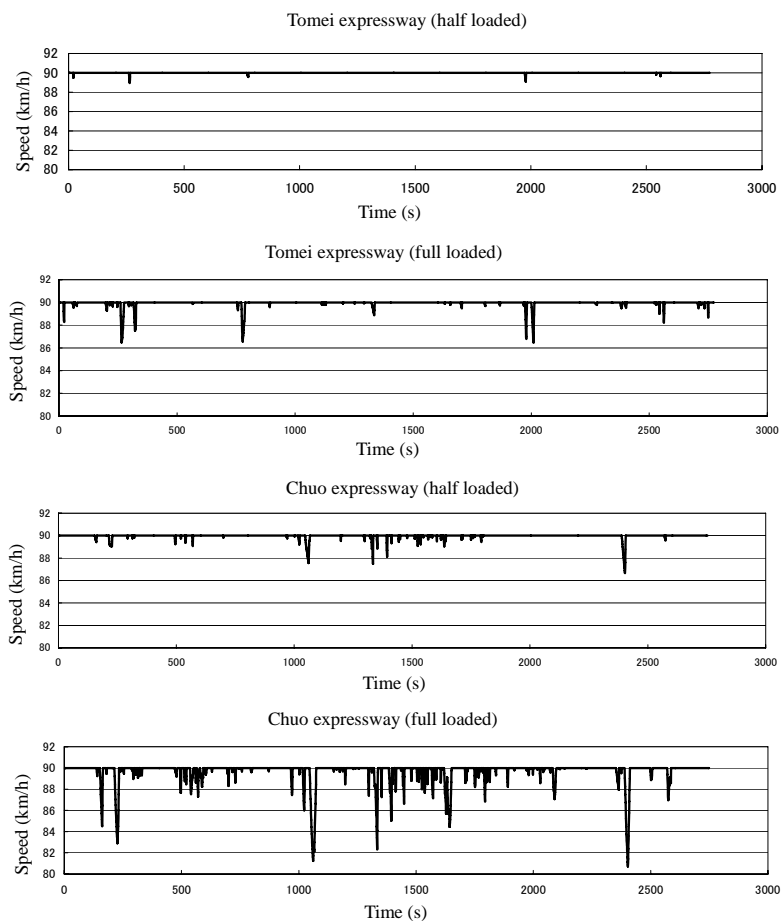 Tomei expressway (half loaded)
92
90
88
86
84
82
80
Speed (km/h)
0 500 1000 1500 2000 2500 3000
Time (s)
Tomei expressway (full loaded)
92
90
88
86
84
82
80
Speed (km/h)
0 500 1000 1500 2000 2500 3000
Time (s)
Chuo expressway (half loaded)
92
90
88
86
84
82
80
Speed (km/h)
0 500 1000 1500 2000 2500 3000
Time (s)
Chuo expressway (full loaded)
92
90
88
86
84
82
80
Speed (km/h)
0 500 1000 1500 2000 2500 3000
Time (s)